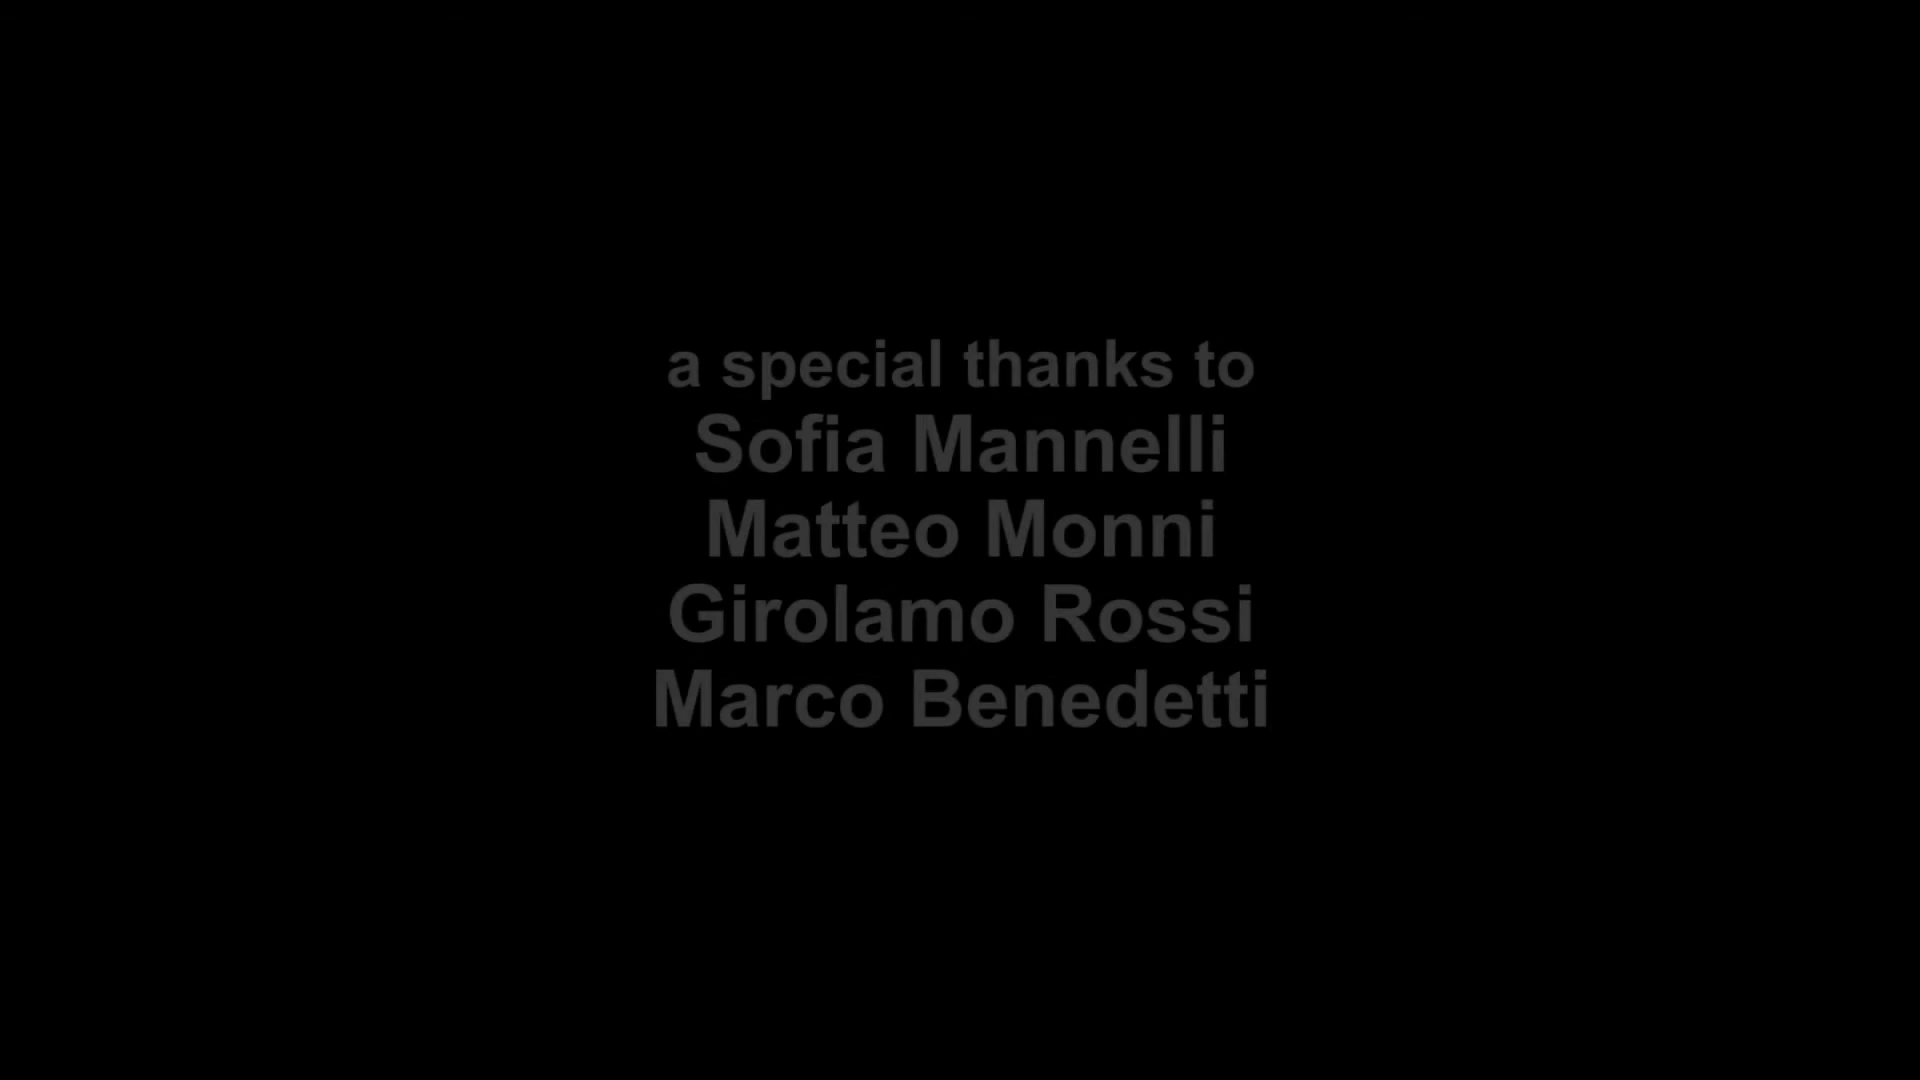 a special thanks to
Sofia Mannelli
Matteo Monni
Girolamo Rossi
Marco Benedetti